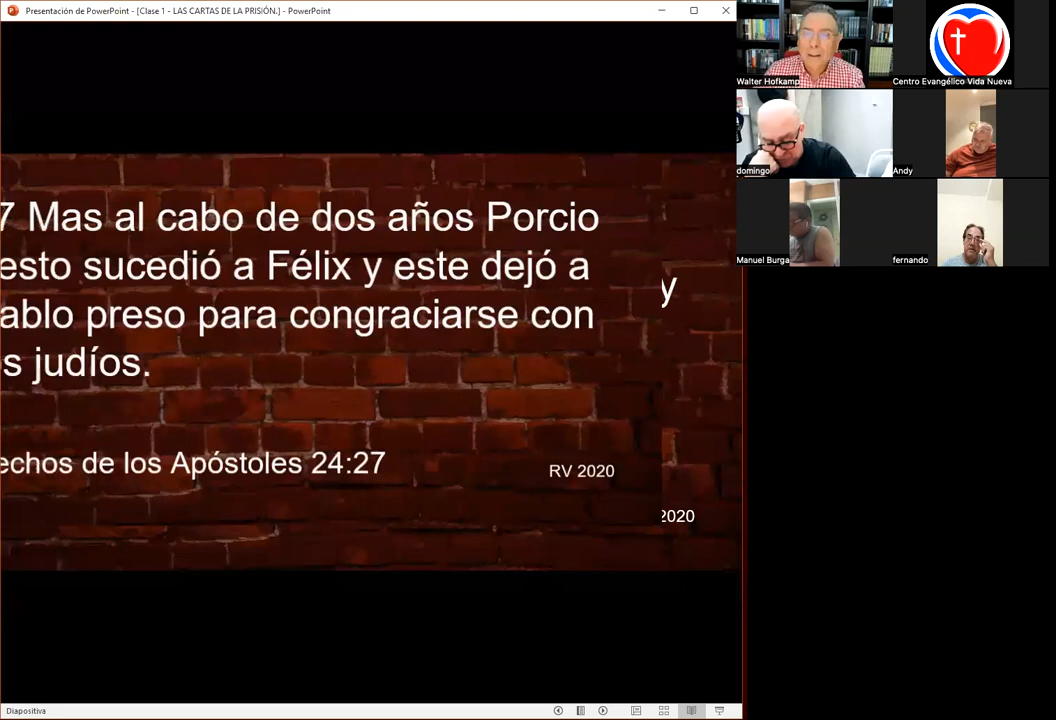 Presentación de PowerPoint - [Clase 1 - LAS CARTAS DE LA PRISIÓN.] - PowerPoint
7 Mas al cabo de dos años Porcio
esto sucedió a Félix y este dejó a
ablo preso para congraciarse con
s judíos.
echos de los Apóstoles 24:27
RV 2020
y
2020
Walter Hofkamp
Centro Evangélico Vida Nueva
domingo
Andy
Manuel Burga
fernando
Diapositiva